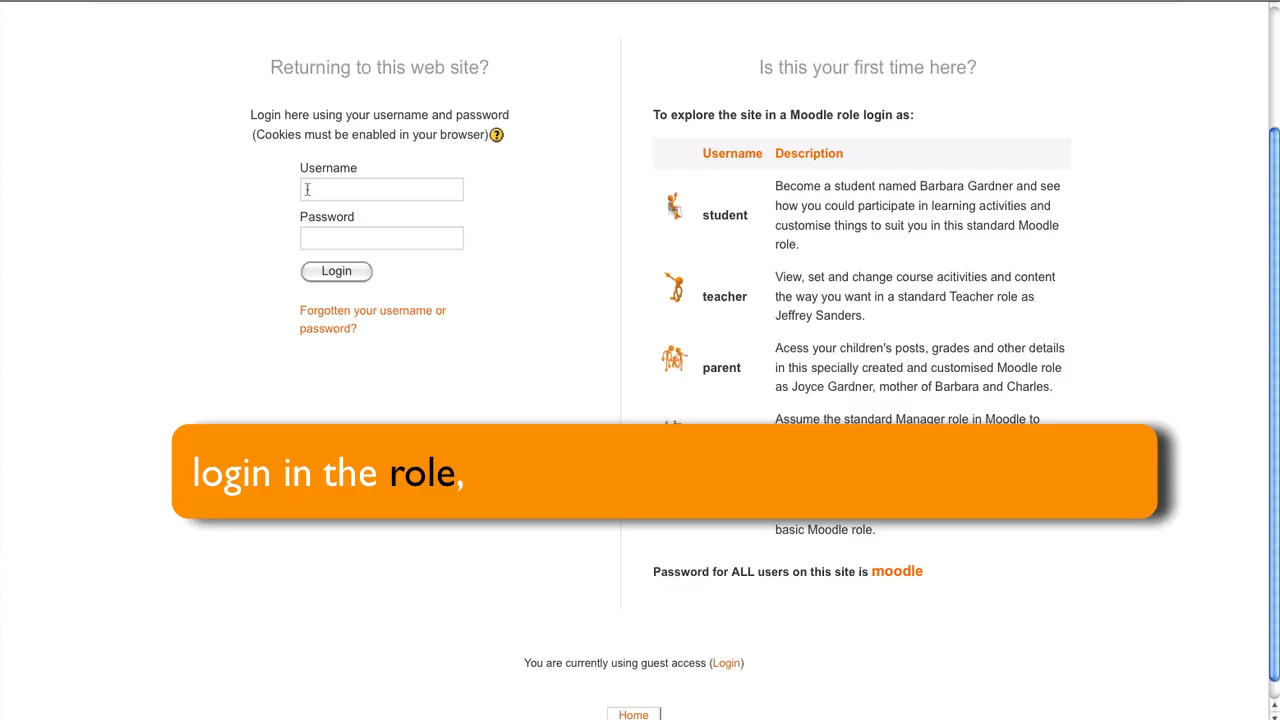 Returning to this web site?
Login here using your username and password
(Cookies must be enabled in your browser)
Username
Password
Login
Forgotten your username or
password?
Is this your first time here?
To explore the site in a Moodle role login as:
Username Description
student
Become a student named Barbara Gardner and see
how you could participate in learning activities and
customise things to suit you in this standard Moodle
role.
teacher
View, set and change course acitivities and content
the way you want in a standard Teacher role as
Jeffrey Sanders.
parent
Acess your children's posts, grades and other details
in this specially created and customised Moodle role
as Joyce Gardner, mother of Barbara and Charles.
Assume the standard Manager role in Moodle to
login in the role,
basic Moodle role.
Password for ALL users on this site is moodle
You are currently using guest access (Login)
Home